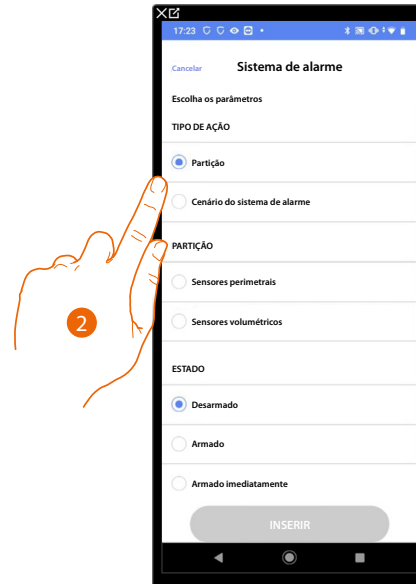 17:23
Cancelar Sistema de alarme
Escolha os parâmetros
TIPO DE AÇÃO
Partição
Cenário do sistema de alarme
PARTIÇÃO
Sensores perimetrais
2
Sensores volumétricos
ESTADO
Desarmado
Armado
Armado imediatamente
INSERIR